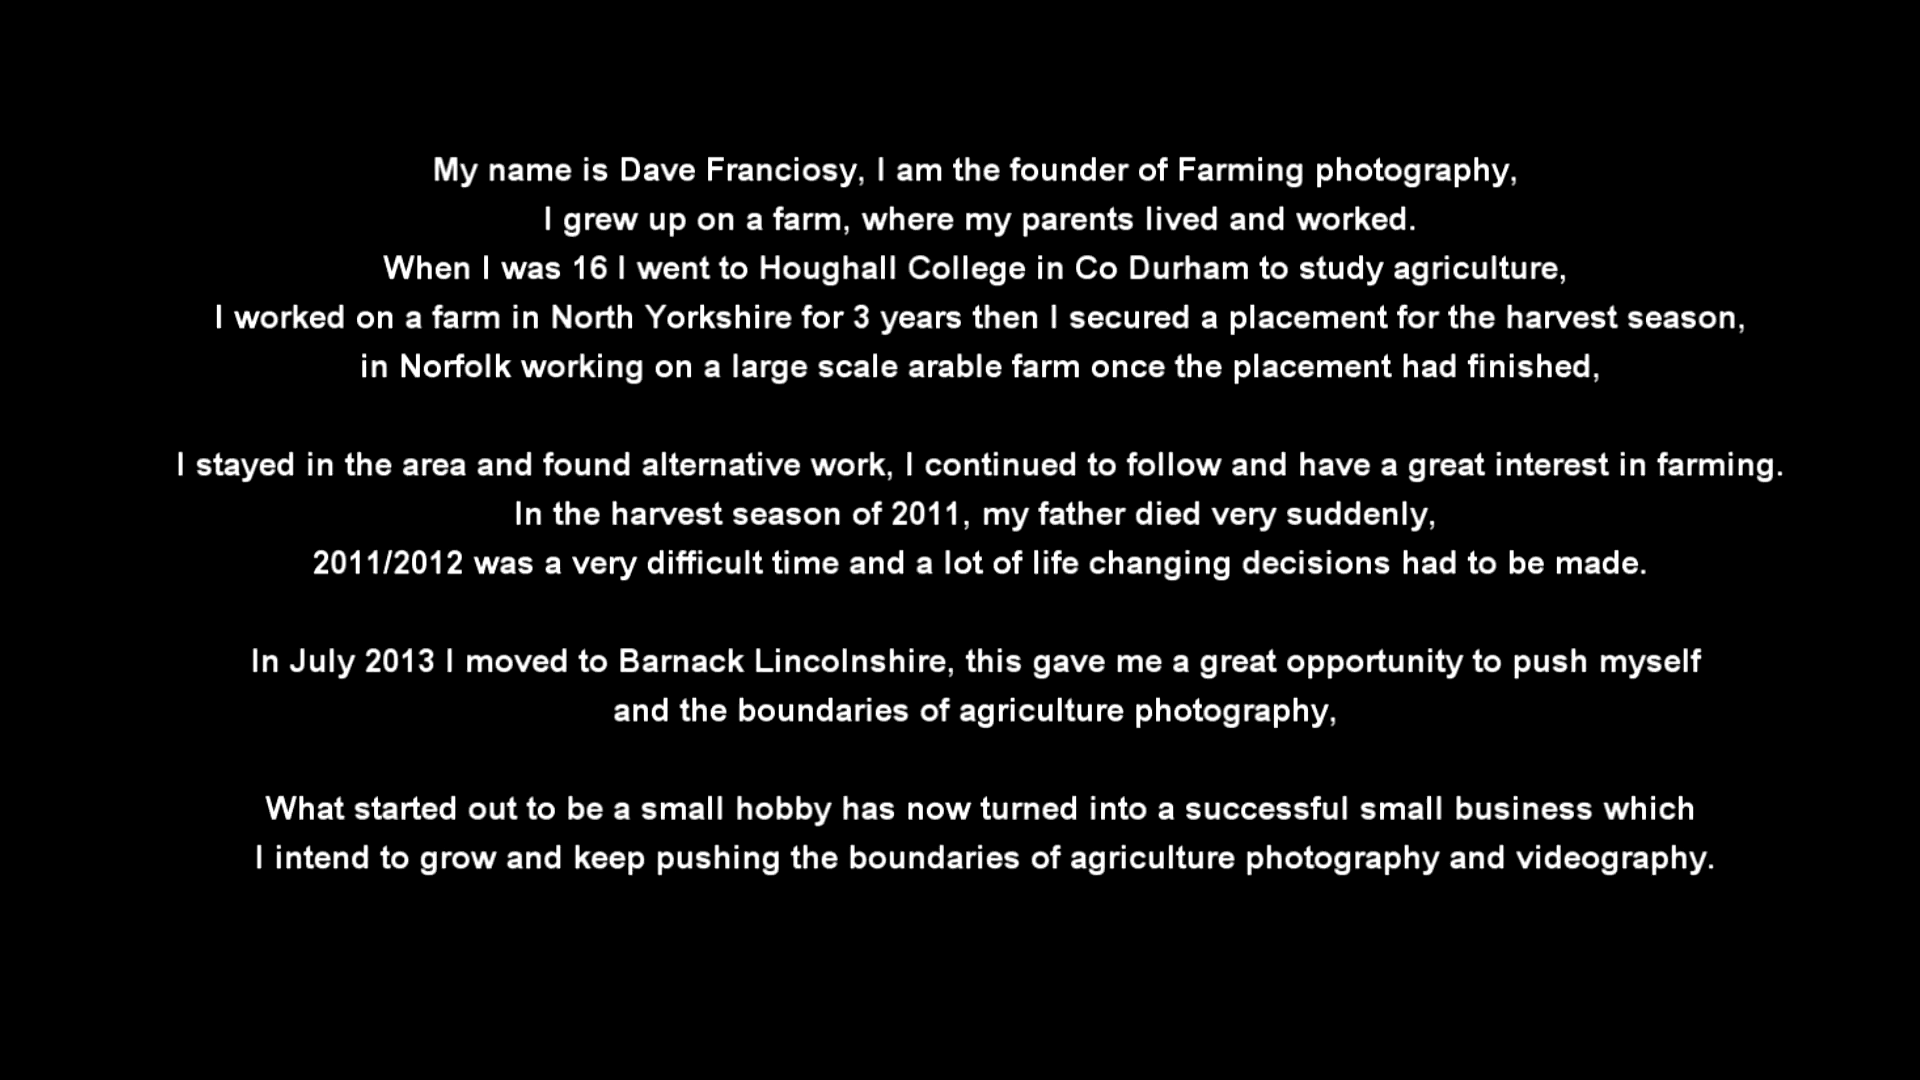 My name is Dave Franciosy, I am the founder of Farming photography,
I grew up on a farm, where my parents lived and worked.
When I was 16 I went to Houghall College in Co Durham to study agriculture,
I worked on a farm in North Yorkshire for 3 years then I secured a placement for the harvest season,
in Norfolk working on a large scale arable farm once the placement had finished,
I stayed in the area and found alternative work, I continued to follow and have a great interest in farming.
In the harvest season of 2011, my father died very suddenly,
2011/2012 was a very difficult time and a lot of life changing decisions had to be made.
In July 2013 I moved to Barnack Lincolnshire, this gave me a great opportunity to push myself
and the boundaries of agriculture photography,
What started out to be a small hobby has now turned into a successful small business which
I intend to grow and keep pushing the boundaries of agriculture photography and videography.